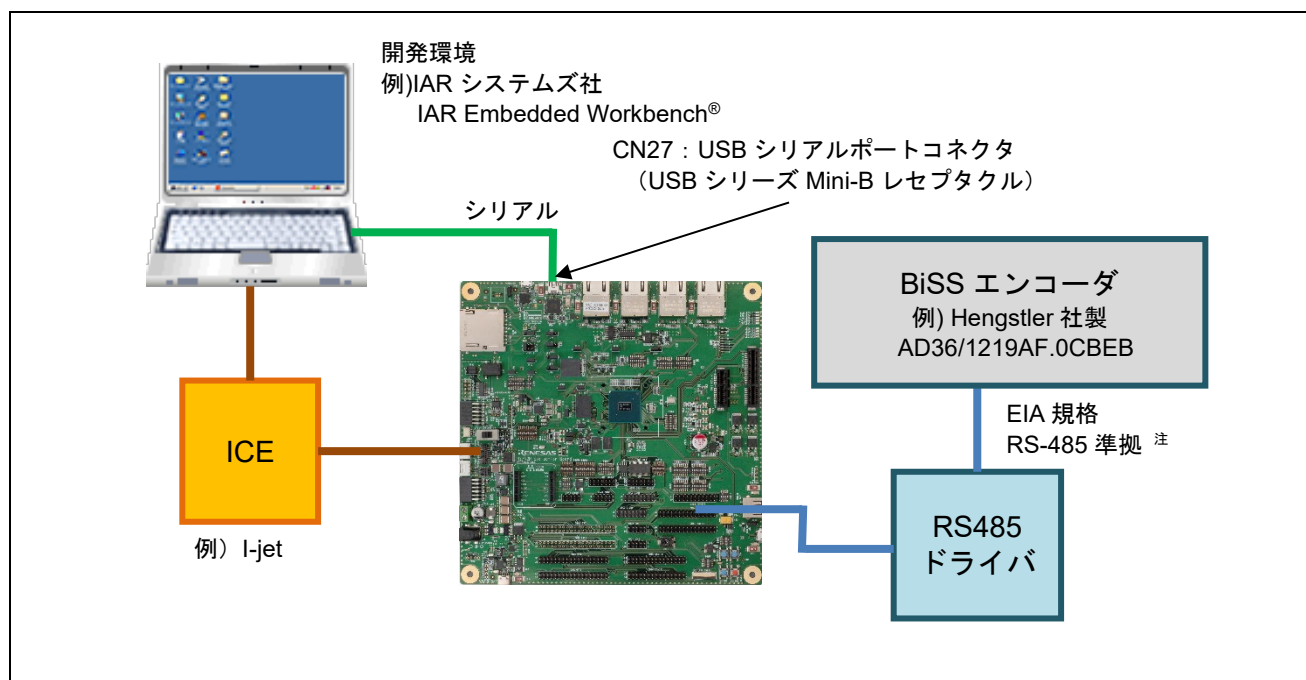 開発環境
例)IAR システムズ社
IAR Embedded Workbench®
CN27：USB シリアルポートコネクタ
（USB シリーズ Mini-B レセプタクル）
シリアル
BiSS エンコーダ
例) Hengstler 社製
AD36/1219AF.0CBEB
EIA 規格
RS-485 準拠 注
ICE
例）I-jet
RS485
ドライバ